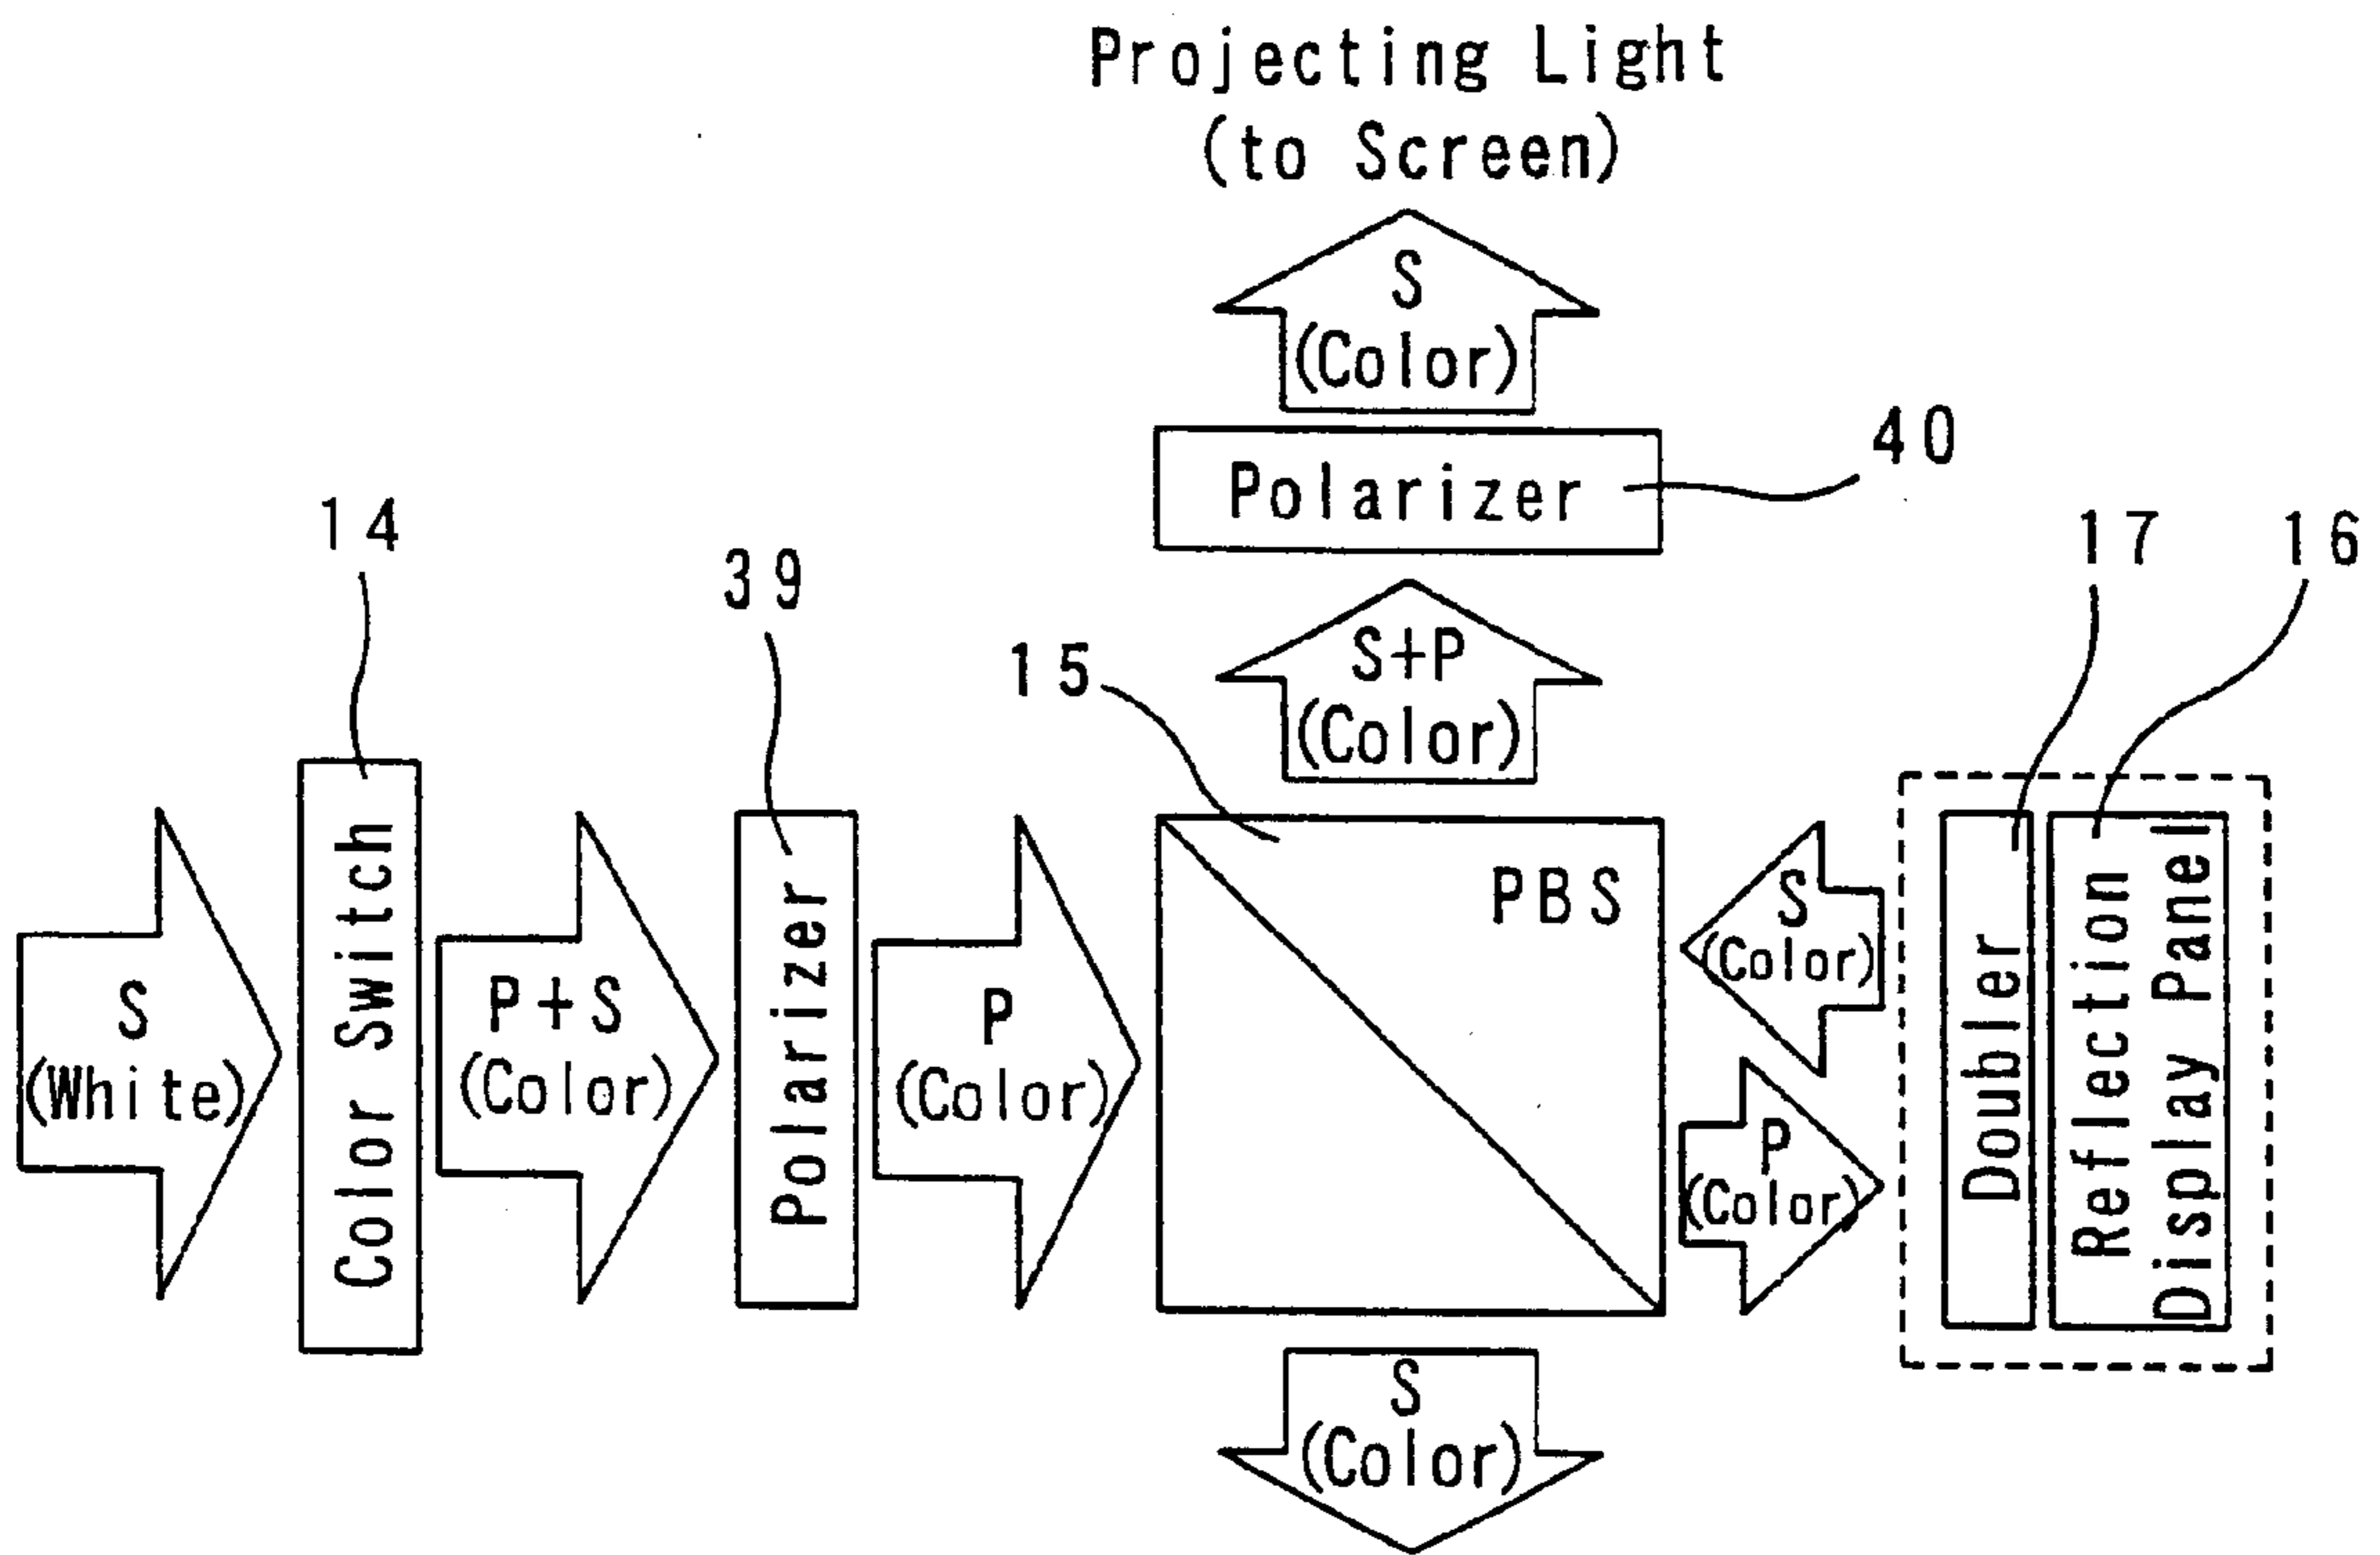 Projecting Light
(to Screen)
S
(Color)
40
Polarizer
14
17
16
39
15
S+P
(Color)
PBS
S
(White)
Color Switch
P+S
(Color)
Polarizer
P
(Color)
S
(Color)
P
(Color)
Doubler
Reflection
Display Panel
S
(Color)